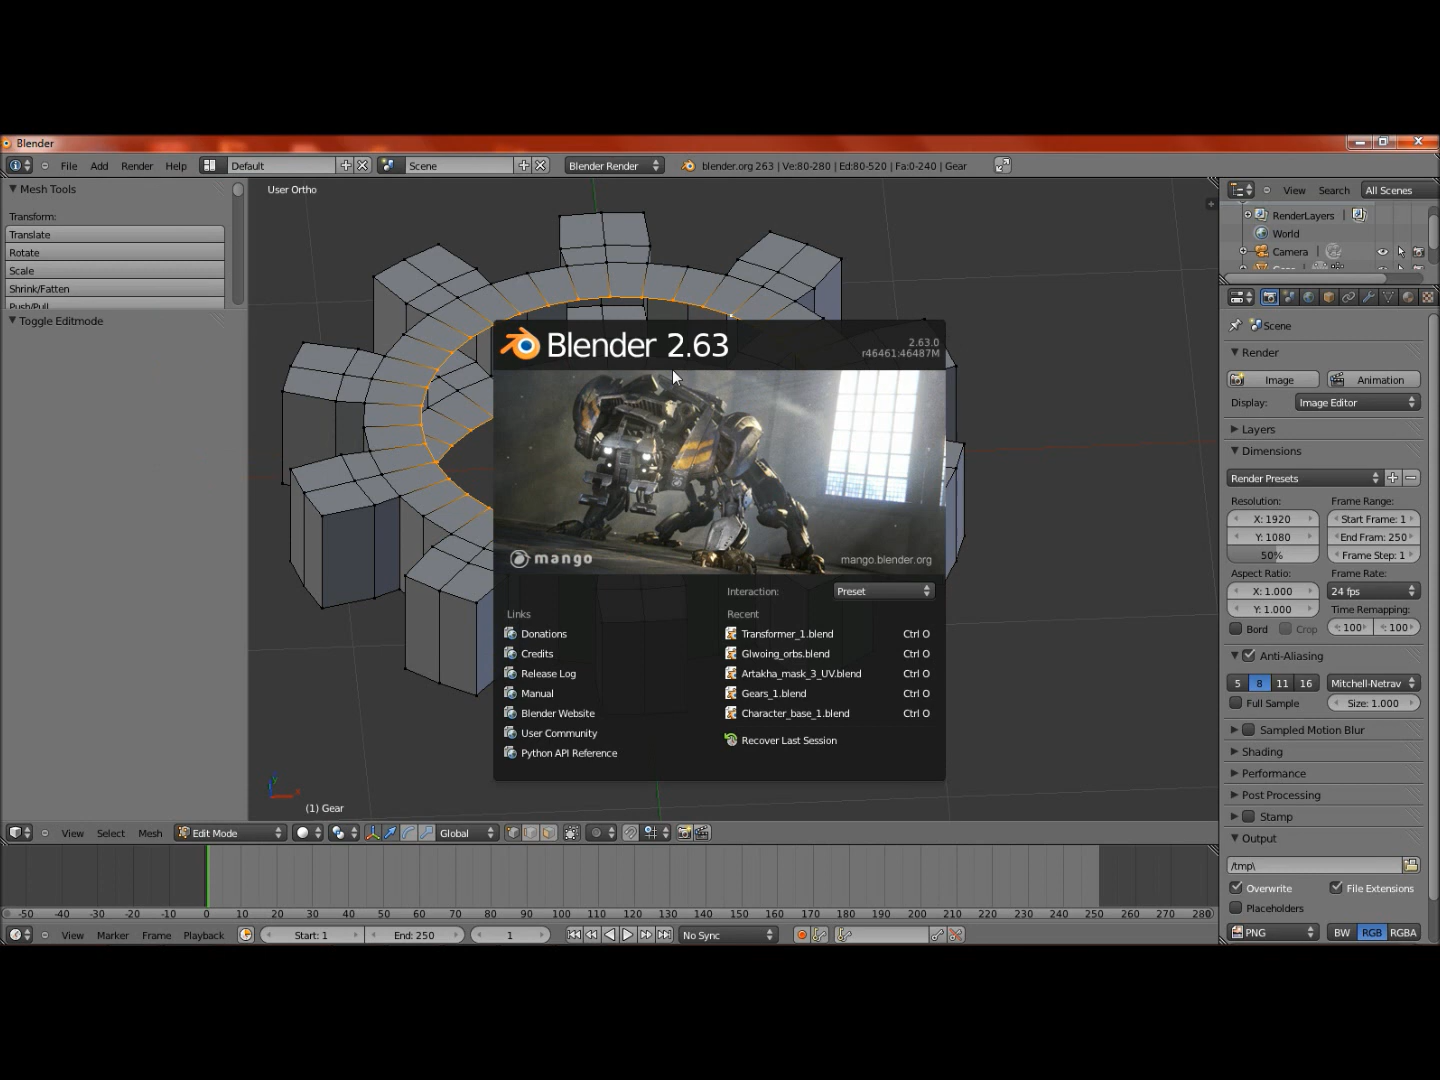 Blender
File Add Render Help Default Scene Blender Render blender.org 263 | Ve:80-280 | Ed:80-520 | Fa:0-240 | Gear
Mesh Tools
Transform:
Translate
Rotate
Scale
Shrink/Fatten
Push/Pull
Toggle Editmode
User Ortho
(1) Gear
Blender 2.63
2.63.0
r46461:46487M
mango
mango.blender.org
Interaction: Preset
Links
Donations
Credits
Release Log
Manual
Blender Website
User Community
Python API Reference
Recent
Transformer_1.blend Ctrl O
Glwoing_orbs.blend Ctrl O
Artakha_mask_3_UV.blend Ctrl O
Gears_1.blend Ctrl O
Character_base_1.blend Ctrl O
Recover Last Session
View Search All Scenes
RenderLayers
World
Camera
Scene
Render
Image Animation
Display: Image Editor
Layers
Dimensions
Render Presets
Resolution: Frame Range:
X: 1920 Start Frame: 1
Y: 1080 End Fram: 250
50% Frame Step: 1
Aspect Ratio: Frame Rate:
X: 1.000 24 fps
Y: 1.000 Time Remapping:
Bord Crop : 100 : 100
Anti-Aliasing
5 8 11 16 Mitchell-Netrav
Full Sample Size: 1.000
Sampled Motion Blur
Shading
Performance
Post Processing
Stamp
Output
/tmp\
Overwrite File Extensions
Placeholders
PNG BW RGB RGBA
View Select Mesh Edit Mode Global
-50 -40 -30 -20 -10 0 10 20 30 40 50 60 70 80 90 100 110 120 130 140 150 160 170 180 190 200 210 220 230 240 250 260 270 280
View Marker Frame Playback Start: 1 End: 250 1 No Sync